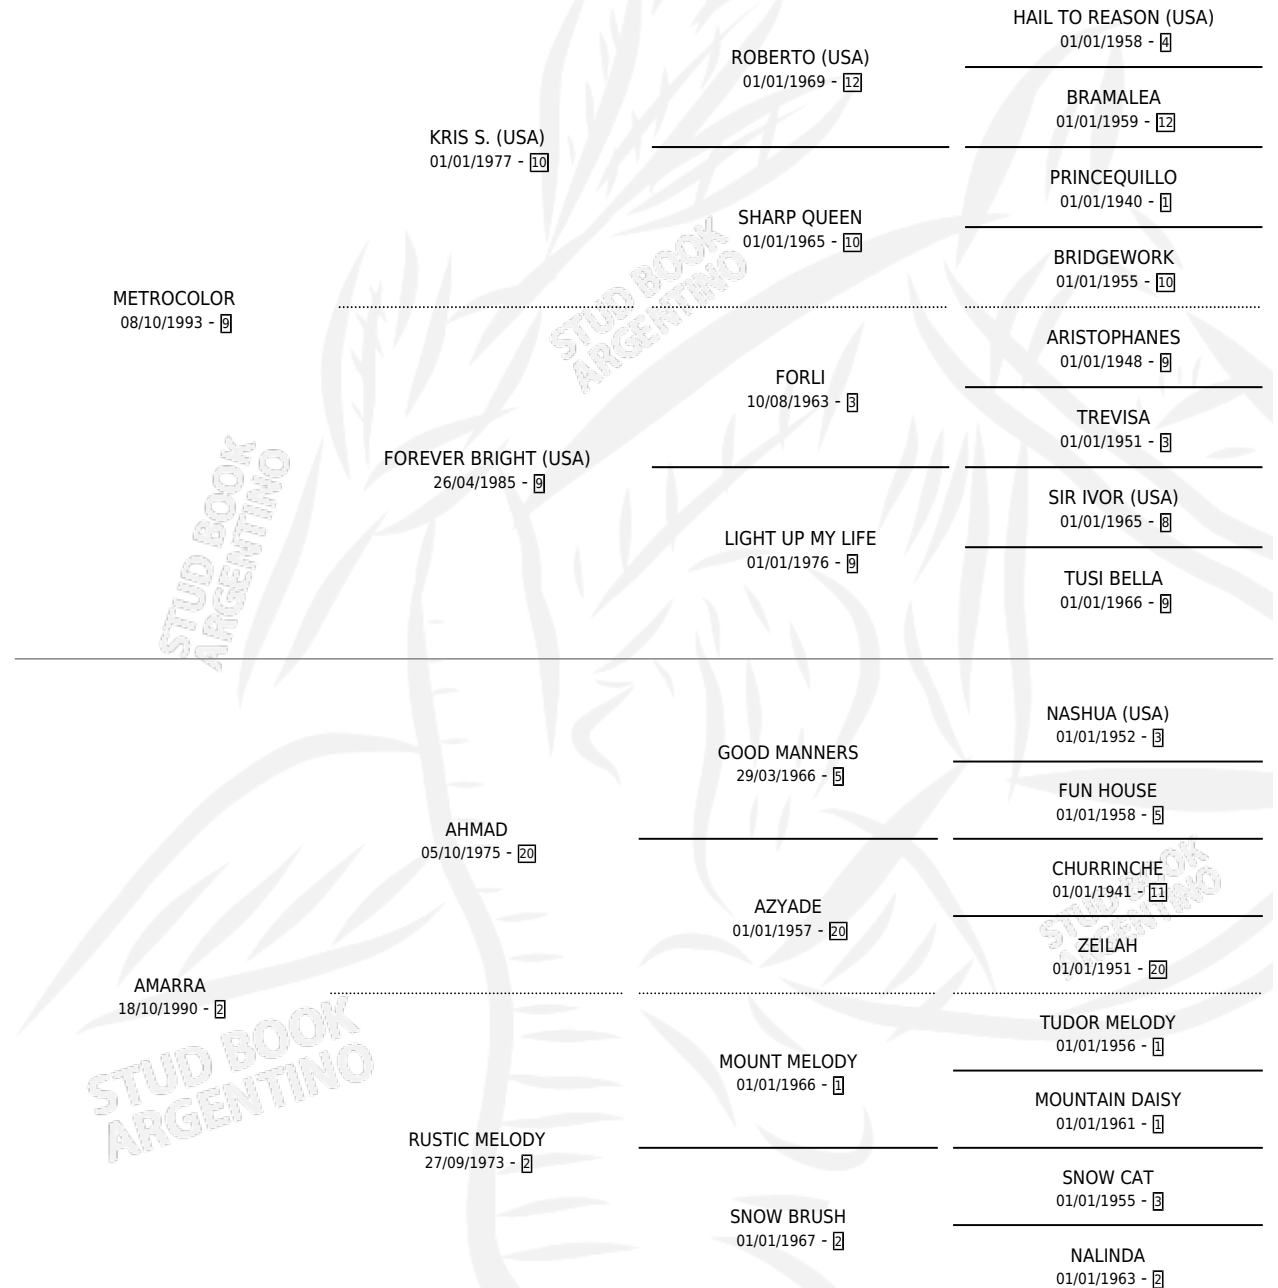 HAIL TO REASON (USA)
01/01/1958 - 4
ROBERTO (USA)
01/01/1969 - 12
BRAMALEA
01/01/1959 - 12
KRIS S. (USA)
01/01/1977 - 10
PRINCEQUILLO
01/01/1940 - 1
SHARP QUEEN
01/01/1965 - 10
BRIDGEWORK
01/01/1955 - 10
METROCOLOR
08/10/1993 - 9
ARISTOPHANES
01/01/1948 - 9
FORLI
10/08/1963 - 3
TREVISA
01/01/1951 - 3
FOREVER BRIGHT (USA)
26/04/1985 - 9
SIR IVOR (USA)
01/01/1965 - 8
LIGHT UP MY LIFE
01/01/1976 - 9
TUSI BELLA
01/01/1966 - 9
STUD BOOK
ARGENTINO
STUD BOOK
ARGENTINO
NASHUA (USA)
01/01/1952 - 3
GOOD MANNERS
29/03/1966 - 5
FUN HOUSE
01/01/1958 - 5
AHMAD
05/10/1975 - 20
CHURRINCHE
01/01/1941 - 11
AZYADE
01/01/1957 - 20
ZEILAH
01/01/1951 - 20
STUD BOOK
ARGENTINO
AMARRA
18/10/1990 - 2
TUDOR MELODY
01/01/1956 - 1
MOUNT MELODY
01/01/1966 - 1
MOUNTAIN DAISY
01/01/1961 - 1
STUD BOOK
ARGENTINO
RUSTIC MELODY
27/09/1973 - 2
SNOW CAT
01/01/1955 - 3
SNOW BRUSH
01/01/1967 - 2
NALINDA
01/01/1963 - 2